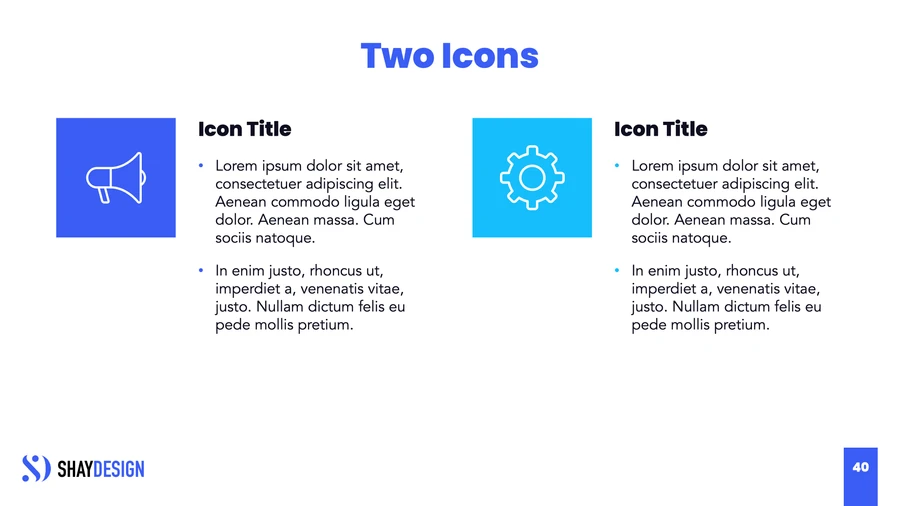 Two Icons
Icon Title
• Lorem ipsum dolor sit amet,
consectetuer adipiscing elit.
Aenean commodo ligula eget
dolor. Aenean massa. Cum
sociis natoque.
• In enim justo, rhoncus ut,
imperdiet a, venenatis vitae,
justo. Nullam dictum felis eu
pede mollis pretium.
Icon Title
• Lorem ipsum dolor sit amet,
consectetuer adipiscing elit.
Aenean commodo ligula eget
dolor. Aenean massa. Cum
sociis natoque.
• In enim justo, rhoncus ut,
imperdiet a, venenatis vitae,
justo. Nullam dictum felis eu
pede mollis pretium.
SHAYDESIGN
40